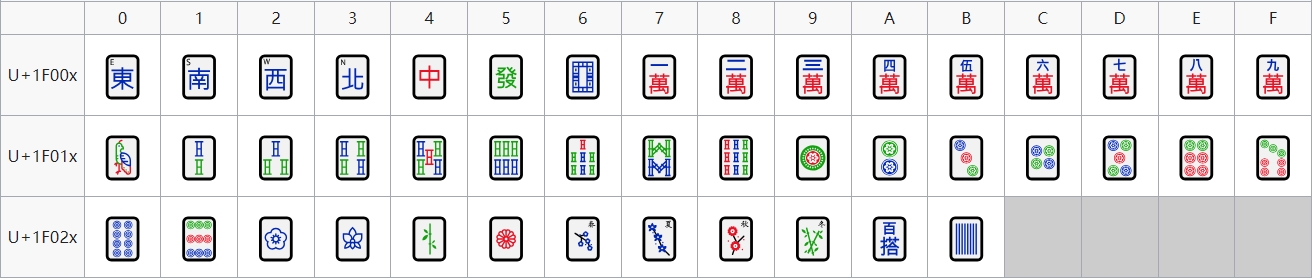 0 1 2 3 4 5 6 7 8 9 A B C D E F
U+1F00x E 東 S 南 W 西 N 北 中 發 一萬 二萬 三萬 四萬 伍萬 六萬 七萬 八萬 九萬
U+1F01x
U+1F02x 春 夏 秋 冬 百搭